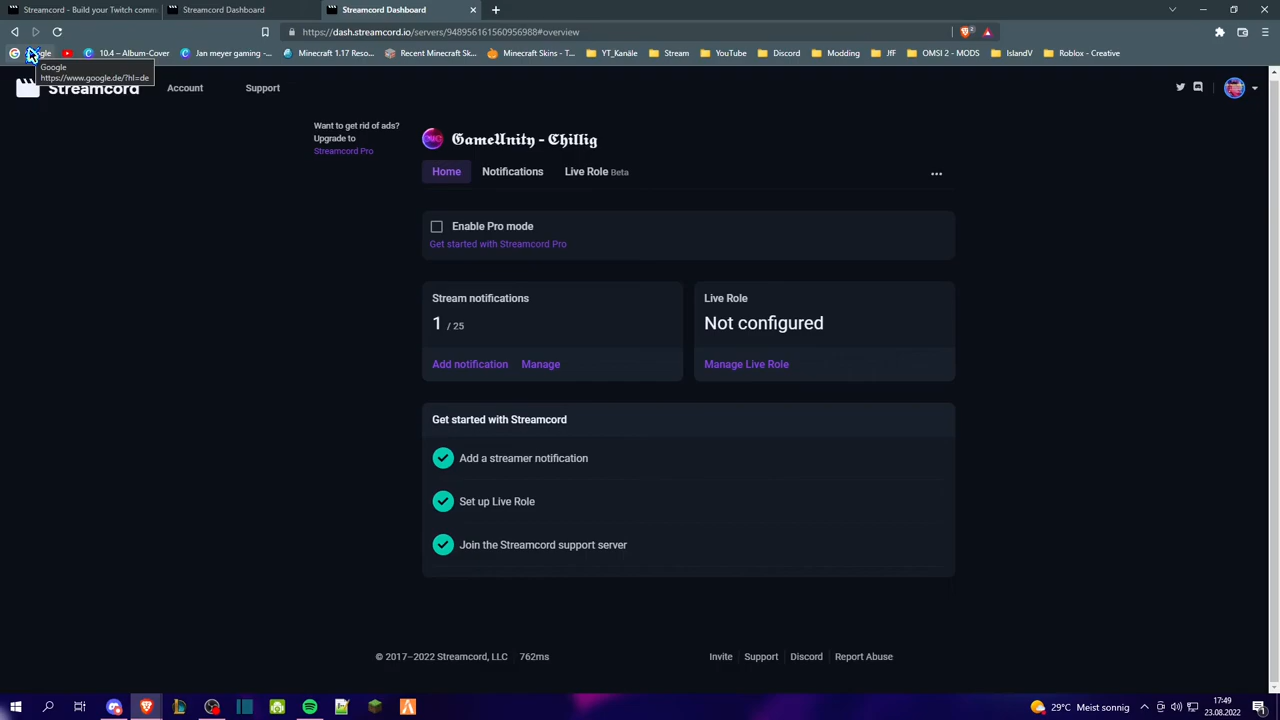 Streamcord - Build your Twitch comm
Streamcord Dashboard
Streamcord Dashboard
https://dash.streamcord.io/servers/948956161560956988#overview
10.4 – Album-Cover
Jan meyer gaming -...
Minecraft 1.17 Reso...
Recent Minecraft Sk...
Minecraft Skins -...
YT_Kanäle
Stream
Discord
Modding
JFF
OMSI 2 - MODS
IslandV
Roblox - Creative
Google
https://www.google.de/?hl=de
Streamcord
Account
Support
Want to get rid of ads?
Upgrade to
Streamcord Pro
𝕲𝖆𝖒𝖊𝖀𝖓𝖎𝖙𝖞 - 𝕮𝖍𝖎𝖑𝖑𝖎𝖌
Home
Notifications
Live Role Beta
Enable Pro mode
Get started with Streamcord Pro
Stream notifications
1 / 25
Add notification
Manage
Live Role
Not configured
Manage Live Role
Get started with Streamcord
Add a streamer notification
Set up Live Role
Join the Streamcord support server
© 2017–2022 Streamcord, LLC
762ms
Invite
Support
Discord
Report Abuse
29°C Meist sonnig
17:49
23.08.2022